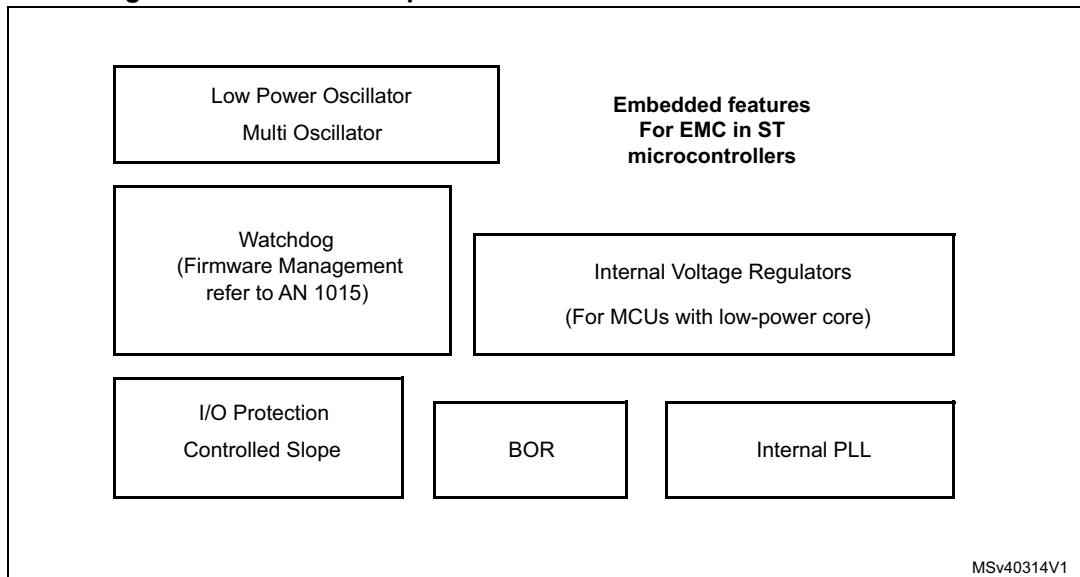 Low Power Oscillator
Multi Oscillator
Embedded features
For EMC in ST
microcontrollers
Watchdog
(Firmware Management
refer to AN 1015)
Internal Voltage Regulators
(For MCUs with low-power core)
I/O Protection
Controlled Slope
BOR
Internal PLL
MSv40314V1